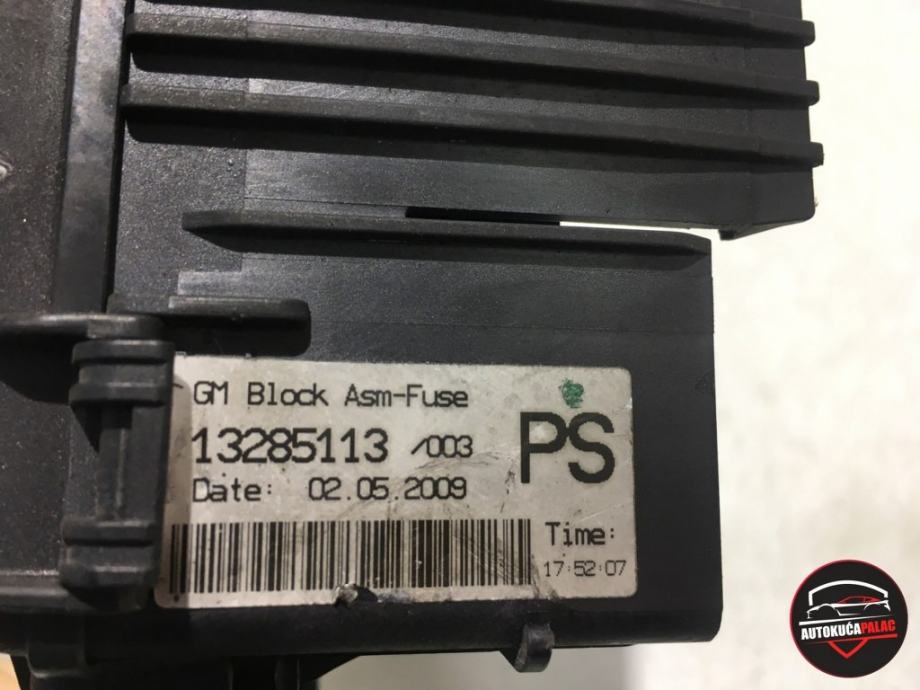 GM Block Asm-Fuse
13285113 /003
PS
Date: 02.05.2009
Time:
17:52:07
AUTOKUĆAPALAC